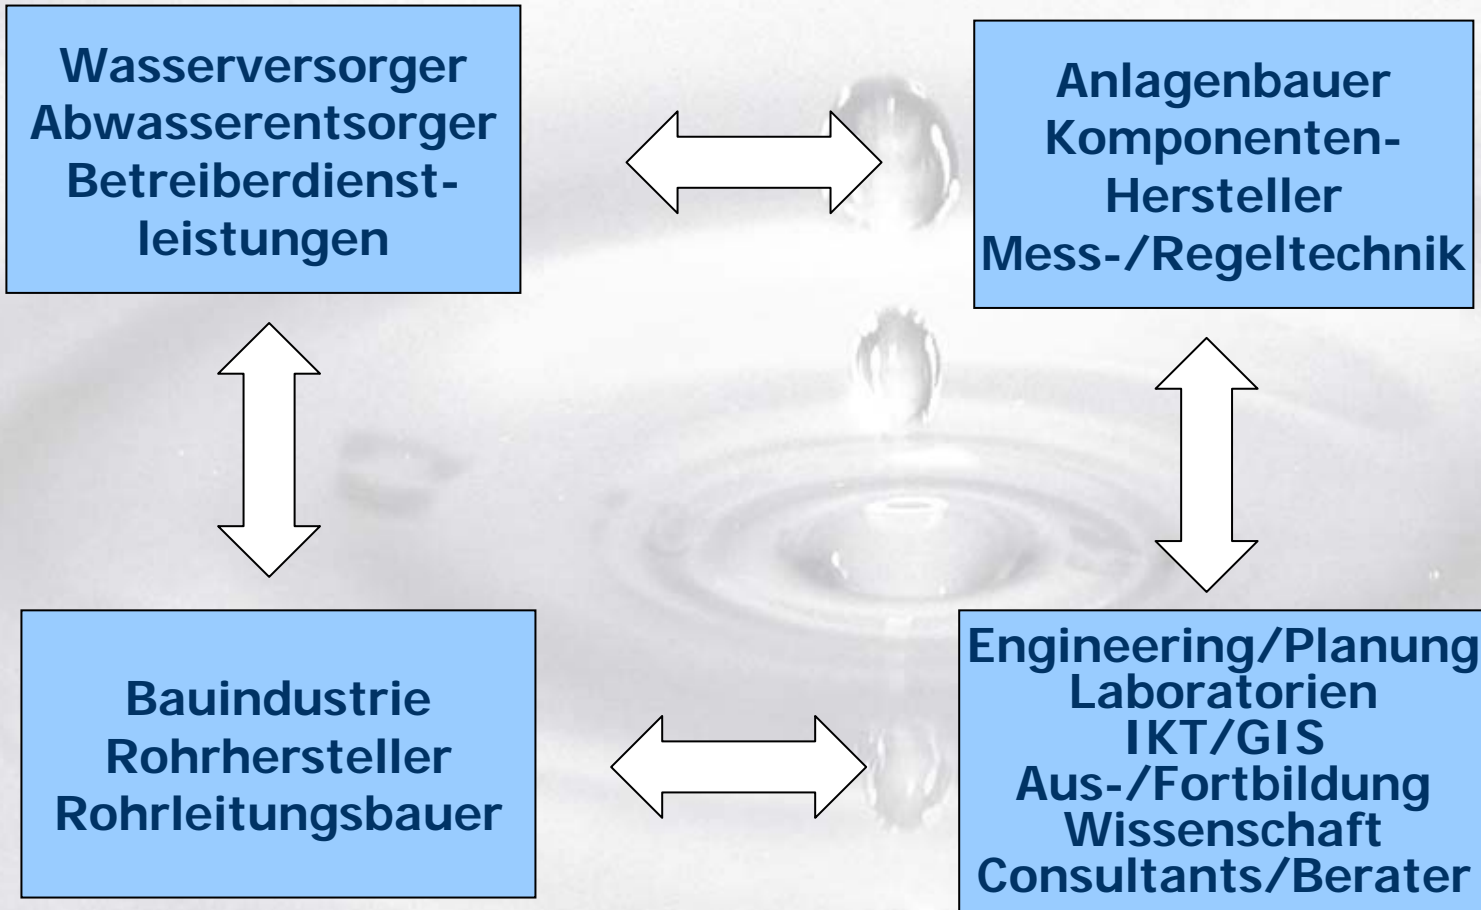 Wasserversorger
Abwasserentsorger
Betreiberdienst-
leistungen
Anlagenbauer
Komponenten-
Hersteller
Mess-/Regeltechnik
Bauindustrie
Rohrhersteller
Rohrleitungsbauer
Engineering/Planung
Laboratorien
IKT/GIS
Aus-/Fortbildung
Wissenschaft
Consultants/Berater